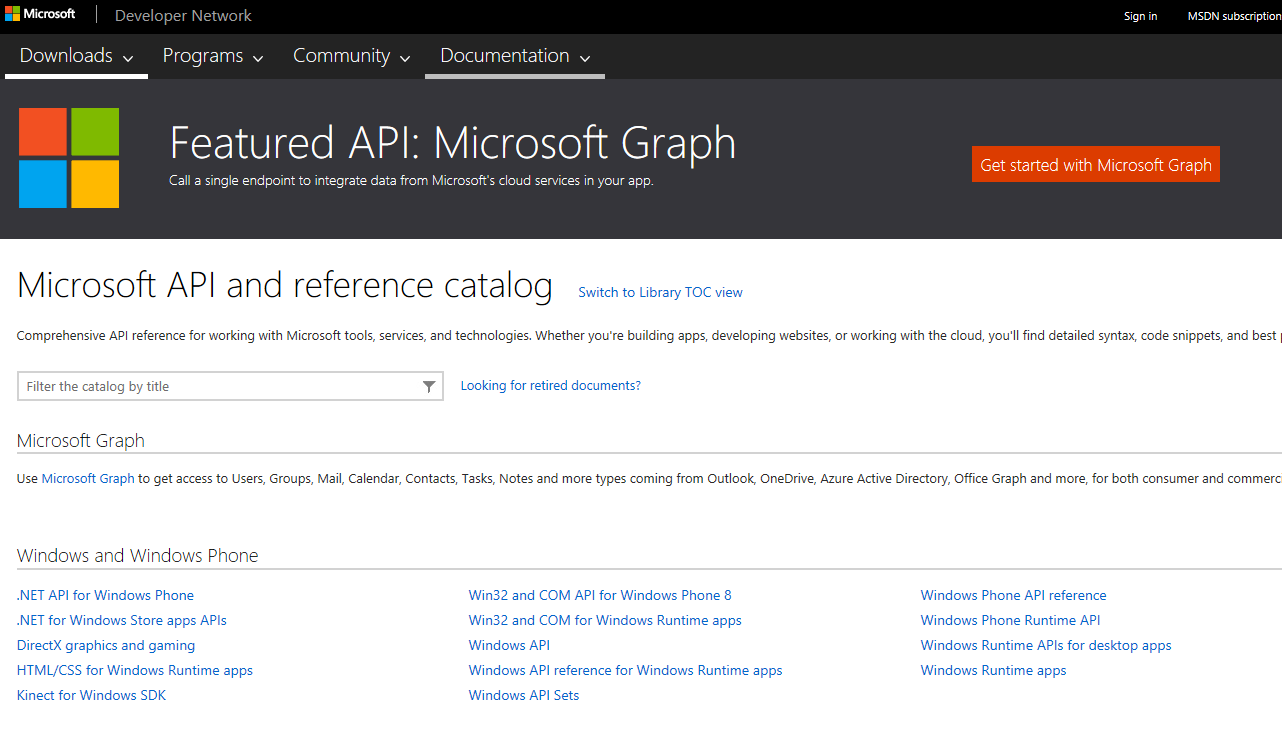 Microsoft Developer Network Sign in MSDN subscription
Downloads Programs Community Documentation
Featured API: Microsoft Graph
Call a single endpoint to integrate data from Microsoft's cloud services in your app.
Get started with Microsoft Graph
Microsoft API and reference catalog Switch to Library TOC view
Comprehensive API reference for working with Microsoft tools, services, and technologies. Whether you're building apps, developing websites, or working with the cloud, you'll find detailed syntax, code snippets, and best
Filter the catalog by title Looking for retired documents?
Microsoft Graph
Use Microsoft Graph to get access to Users, Groups, Mail, Calendar, Contacts, Tasks, Notes and more types coming from Outlook, OneDrive, Azure Active Directory, Office Graph and more, for both consumer and commerci
Windows and Windows Phone
.NET API for Windows Phone Win32 and COM API for Windows Phone 8 Windows Phone API reference
.NET for Windows Store apps APIs Win32 and COM for Windows Runtime apps Windows Phone Runtime API
DirectX graphics and gaming Windows API Windows Runtime APIs for desktop apps
HTML/CSS for Windows Runtime apps Windows API reference for Windows Runtime apps Windows Runtime apps
Kinect for Windows SDK Windows API Sets